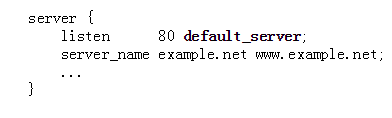 server {
    listen      80 default_server;
    server_name example.net www.example.net;
    ...
}